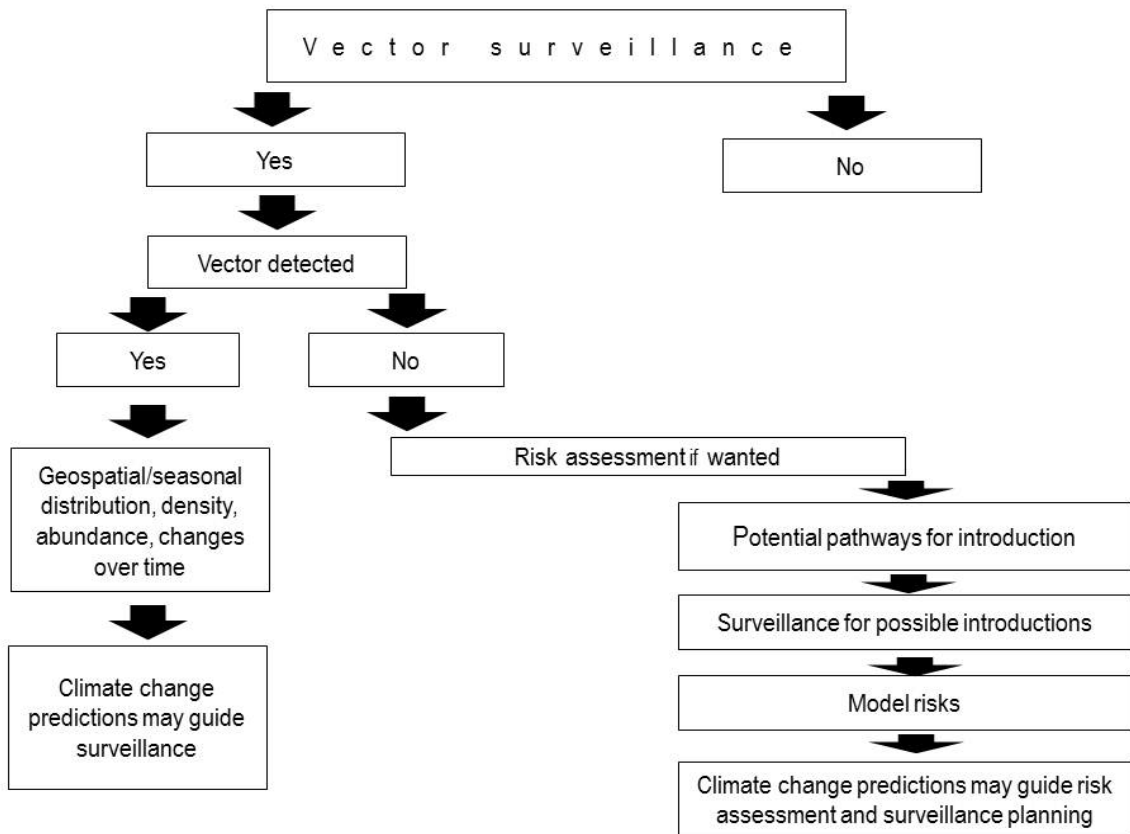 Vector surveillance
Yes
No
Vector detected
Yes
No
Geospatial/seasonal
distribution, density,
abundance, changes
over time
Risk assessment if wanted
Potential pathways for introduction
Surveillance for possible introductions
Climate change
predictions may guide
surveillance
Model risks
Climate change predictions may guide risk
assessment and surveillance planning